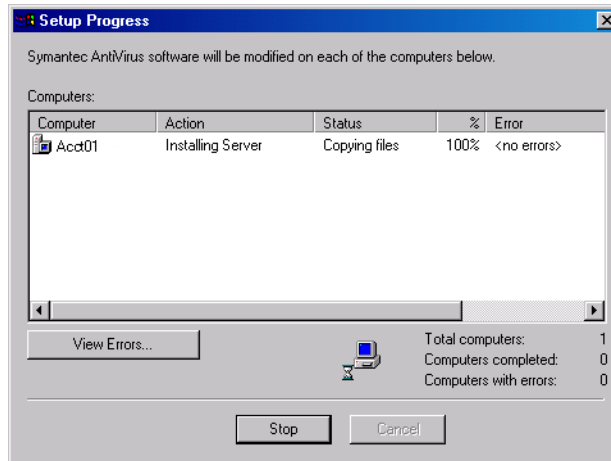 Setup Progress
Symantec AntiVirus software will be modified on each of the computers below.
Computers:
Computer Action Status % Error
Acct01 Installing Server Copying files 100% <no errors>
View Errors...
Total computers: 1
Computers completed: 0
Computers with errors: 0
Stop Cancel